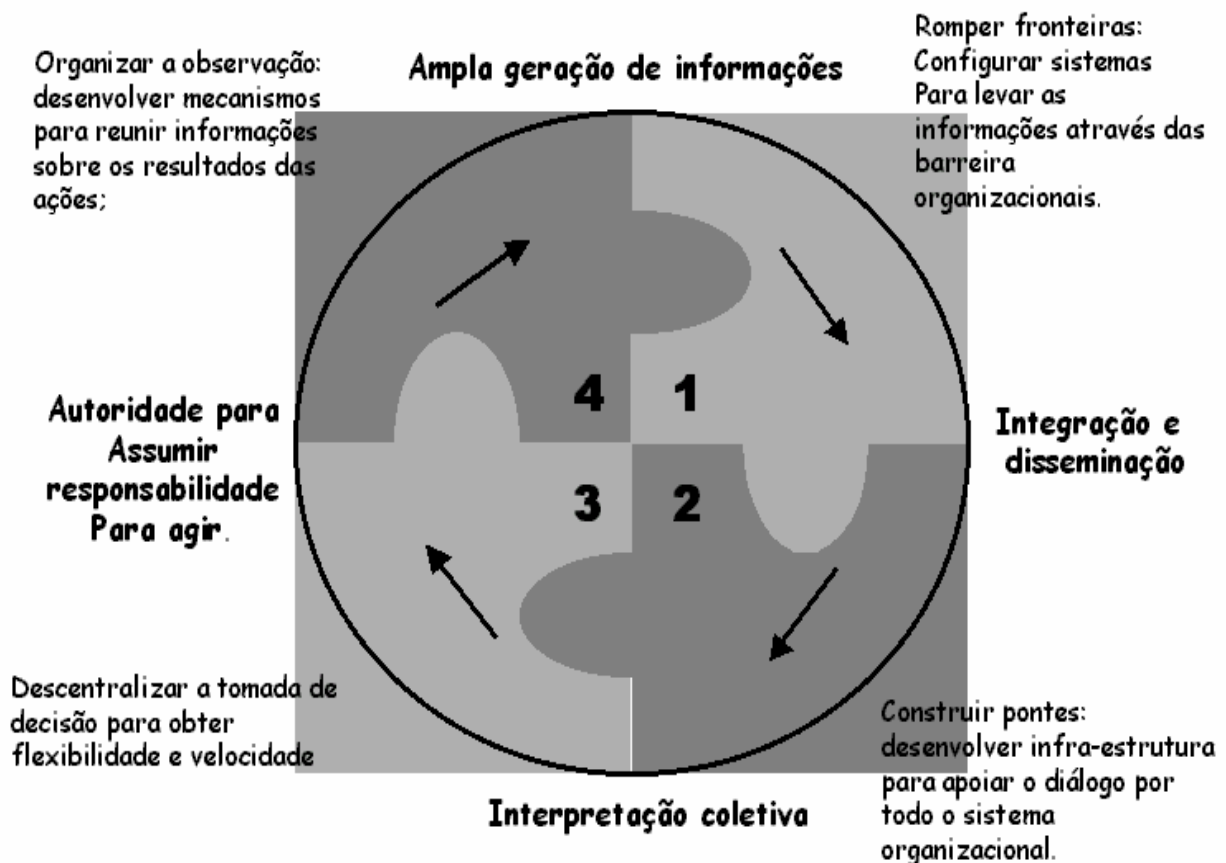 Organizar a observação:
desenvolver mecanismos
para reunir informações
sobre os resultados das
ações;
Ampla geração de informações
Romper fronteiras:
Configurar sistemas
Para levar as
informações através das
barreira
organizacionais.
4
1
Autoridade para
Assumir
responsabilidade
Para agir.
Integração e
disseminação
3
2
Descentralizar a tomada de
decisão para obter
flexibilidade e velocidade
Interpretação coletiva
Construir pontes:
desenvolver infra-estrutura
para apoiar o diálogo por
todo o sistema
organizacional.